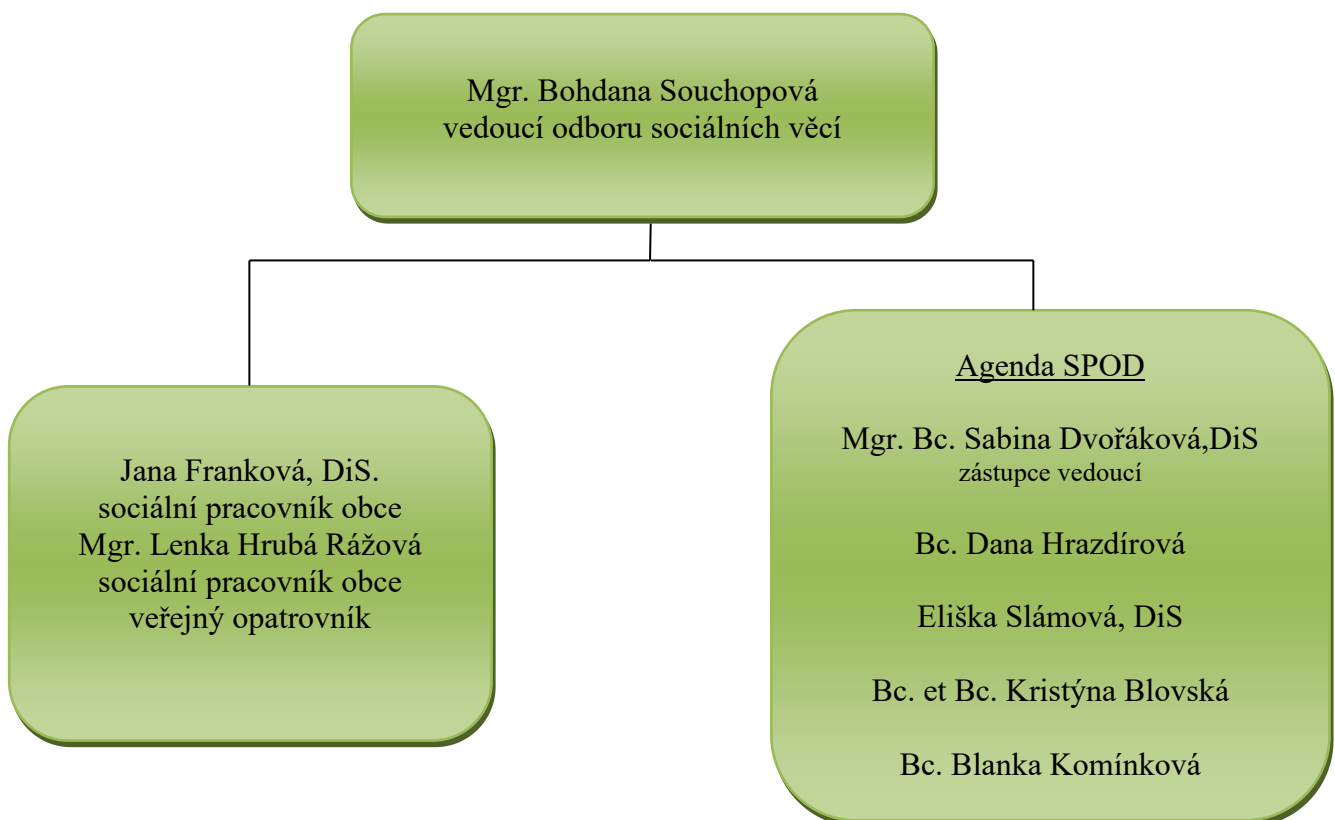 Mgr. Bohdana Souchopová
vedoucí odboru sociálních věcí
Jana Franková, DiS.
sociální pracovník obce
Mgr. Lenka Hrubá Rážová
sociální pracovník obce
veřejný opatrovník
Agenda SPOD
Mgr. Bc. Sabina Dvořáková,DiS
zástupce vedoucí
Bc. Dana Hrazdírová
Eliška Slámová, DiS
Bc. et Bc. Kristýna Blovská
Bc. Blanka Komínková